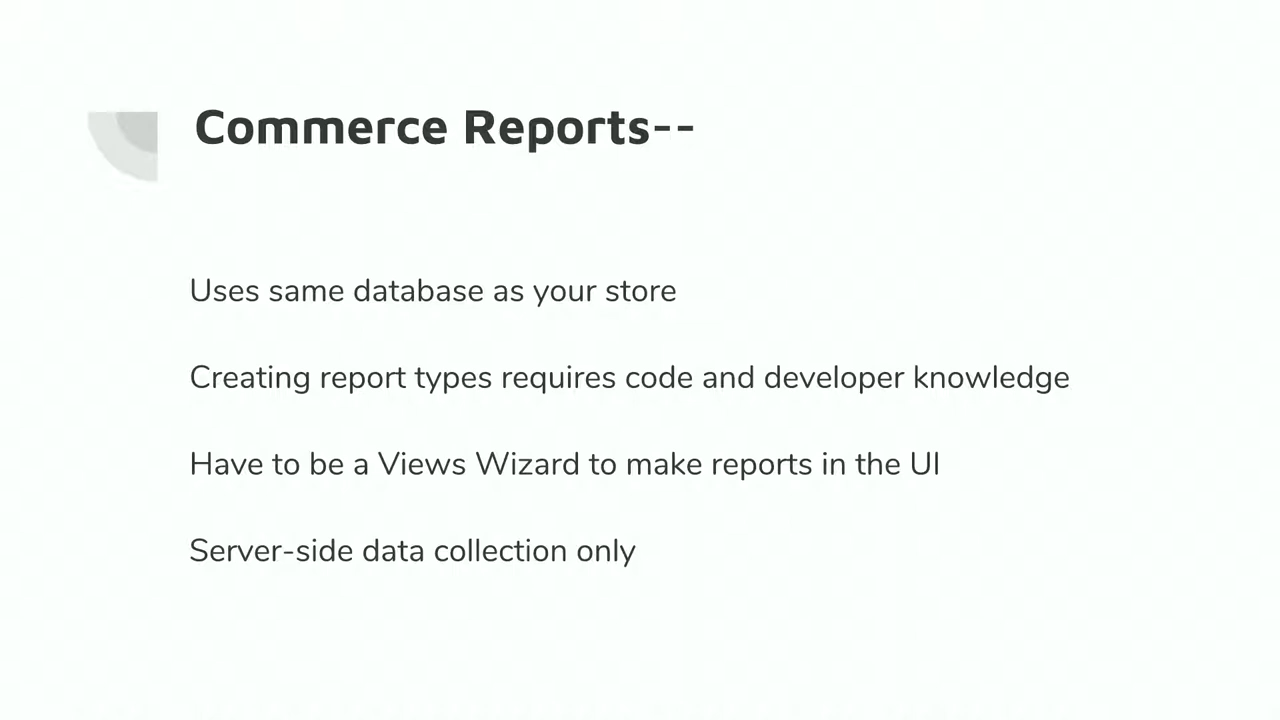 Commerce Reports--
Uses same database as your store
Creating report types requires code and developer knowledge
Have to be a Views Wizard to make reports in the UI
Server-side data collection only